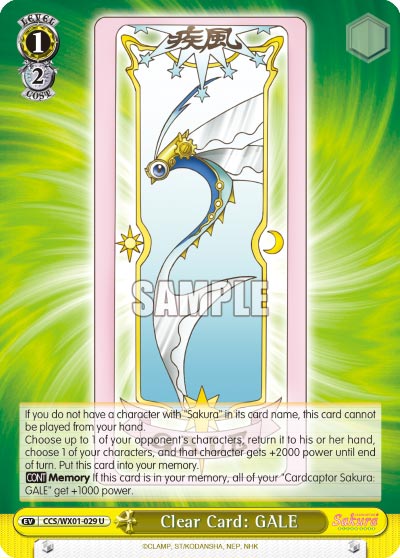 LEVEL
1
2
COST
疾風
SAMPLE
If you do not have a character with "Sakura" in its card name, this card cannot
be played from your hand.
Choose up to 1 of your opponent's characters, return it to his or her hand,
choose 1 of your characters, and that character gets +2000 power until end
of turn. Put this card into your memory.
CONT Memory If this card is in your memory, all of your "Cardcaptor Sakura:
GALE" get +1000 power.
EV CCS/WX01-029 U
Clear Card: GALE
Sakura
©CLAMP, ST/KODANSHA, NEP, NHK